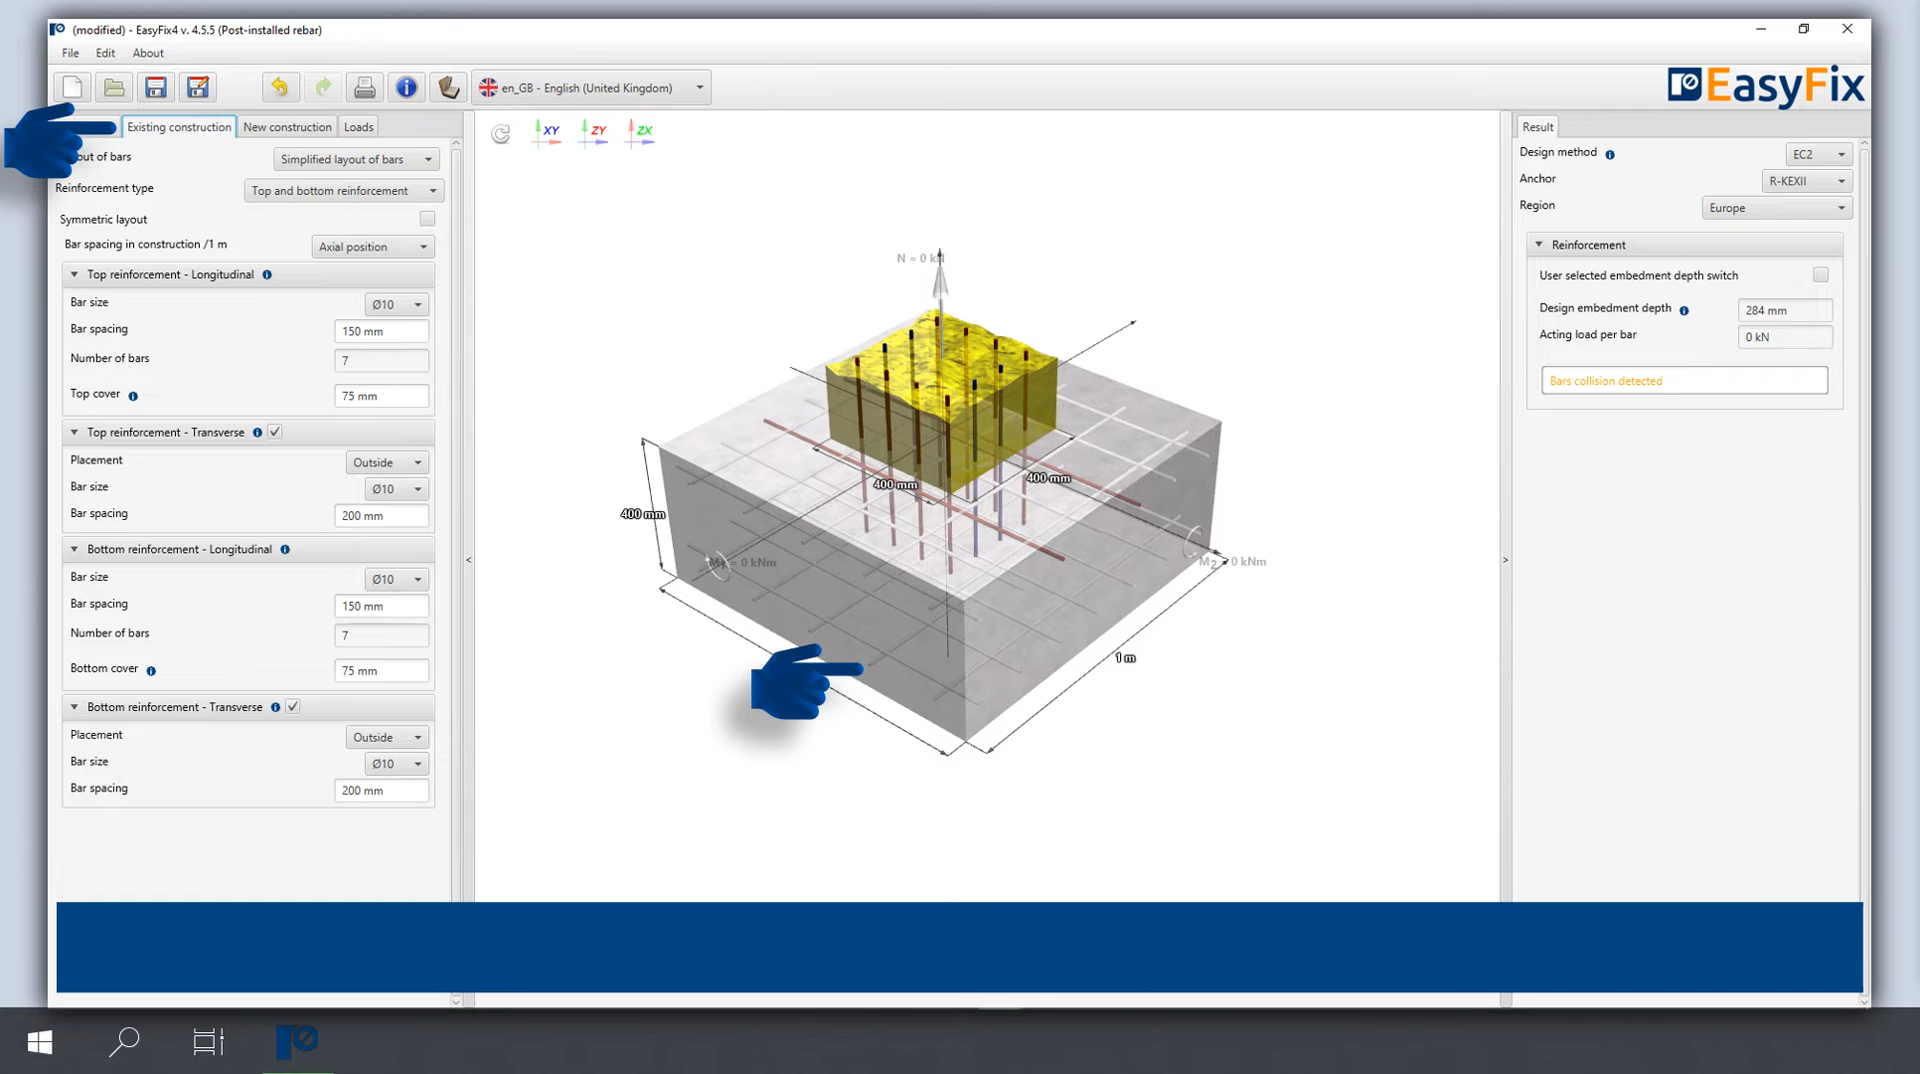 (modified) - EasyFix4 v. 4.5.5 (Post-installed rebar)
File Edit About
en_GB - English (United Kingdom)
EasyFix
Existing construction New construction Loads
out of bars Simplified layout of bars
Reinforcement type Top and bottom reinforcement
Symmetric layout
Bar spacing in construction /1 m Axial position
Top reinforcement - Longitudinal
Bar size Ø10
Bar spacing 150 mm
Number of bars 7
Top cover 75 mm
Top reinforcement - Transverse
Placement Outside
Bar size Ø10
Bar spacing 200 mm
Bottom reinforcement - Longitudinal
Bar size Ø10
Bar spacing 150 mm
Number of bars 7
Bottom cover 75 mm
Bottom reinforcement - Transverse
Placement Outside
Bar size Ø10
Bar spacing 200 mm
XY ZY ZX
N = 0 kN
400 mm 400 mm
400 mm
= 0 kNm
M2 = 0 kNm
1 m
<
>
Result
Design method EC2
Anchor R-KEXII
Region Europe
Reinforcement
User selected embedment depth switch
Design embedment depth 284 mm
Acting load per bar 0 kN
Bars collision detected